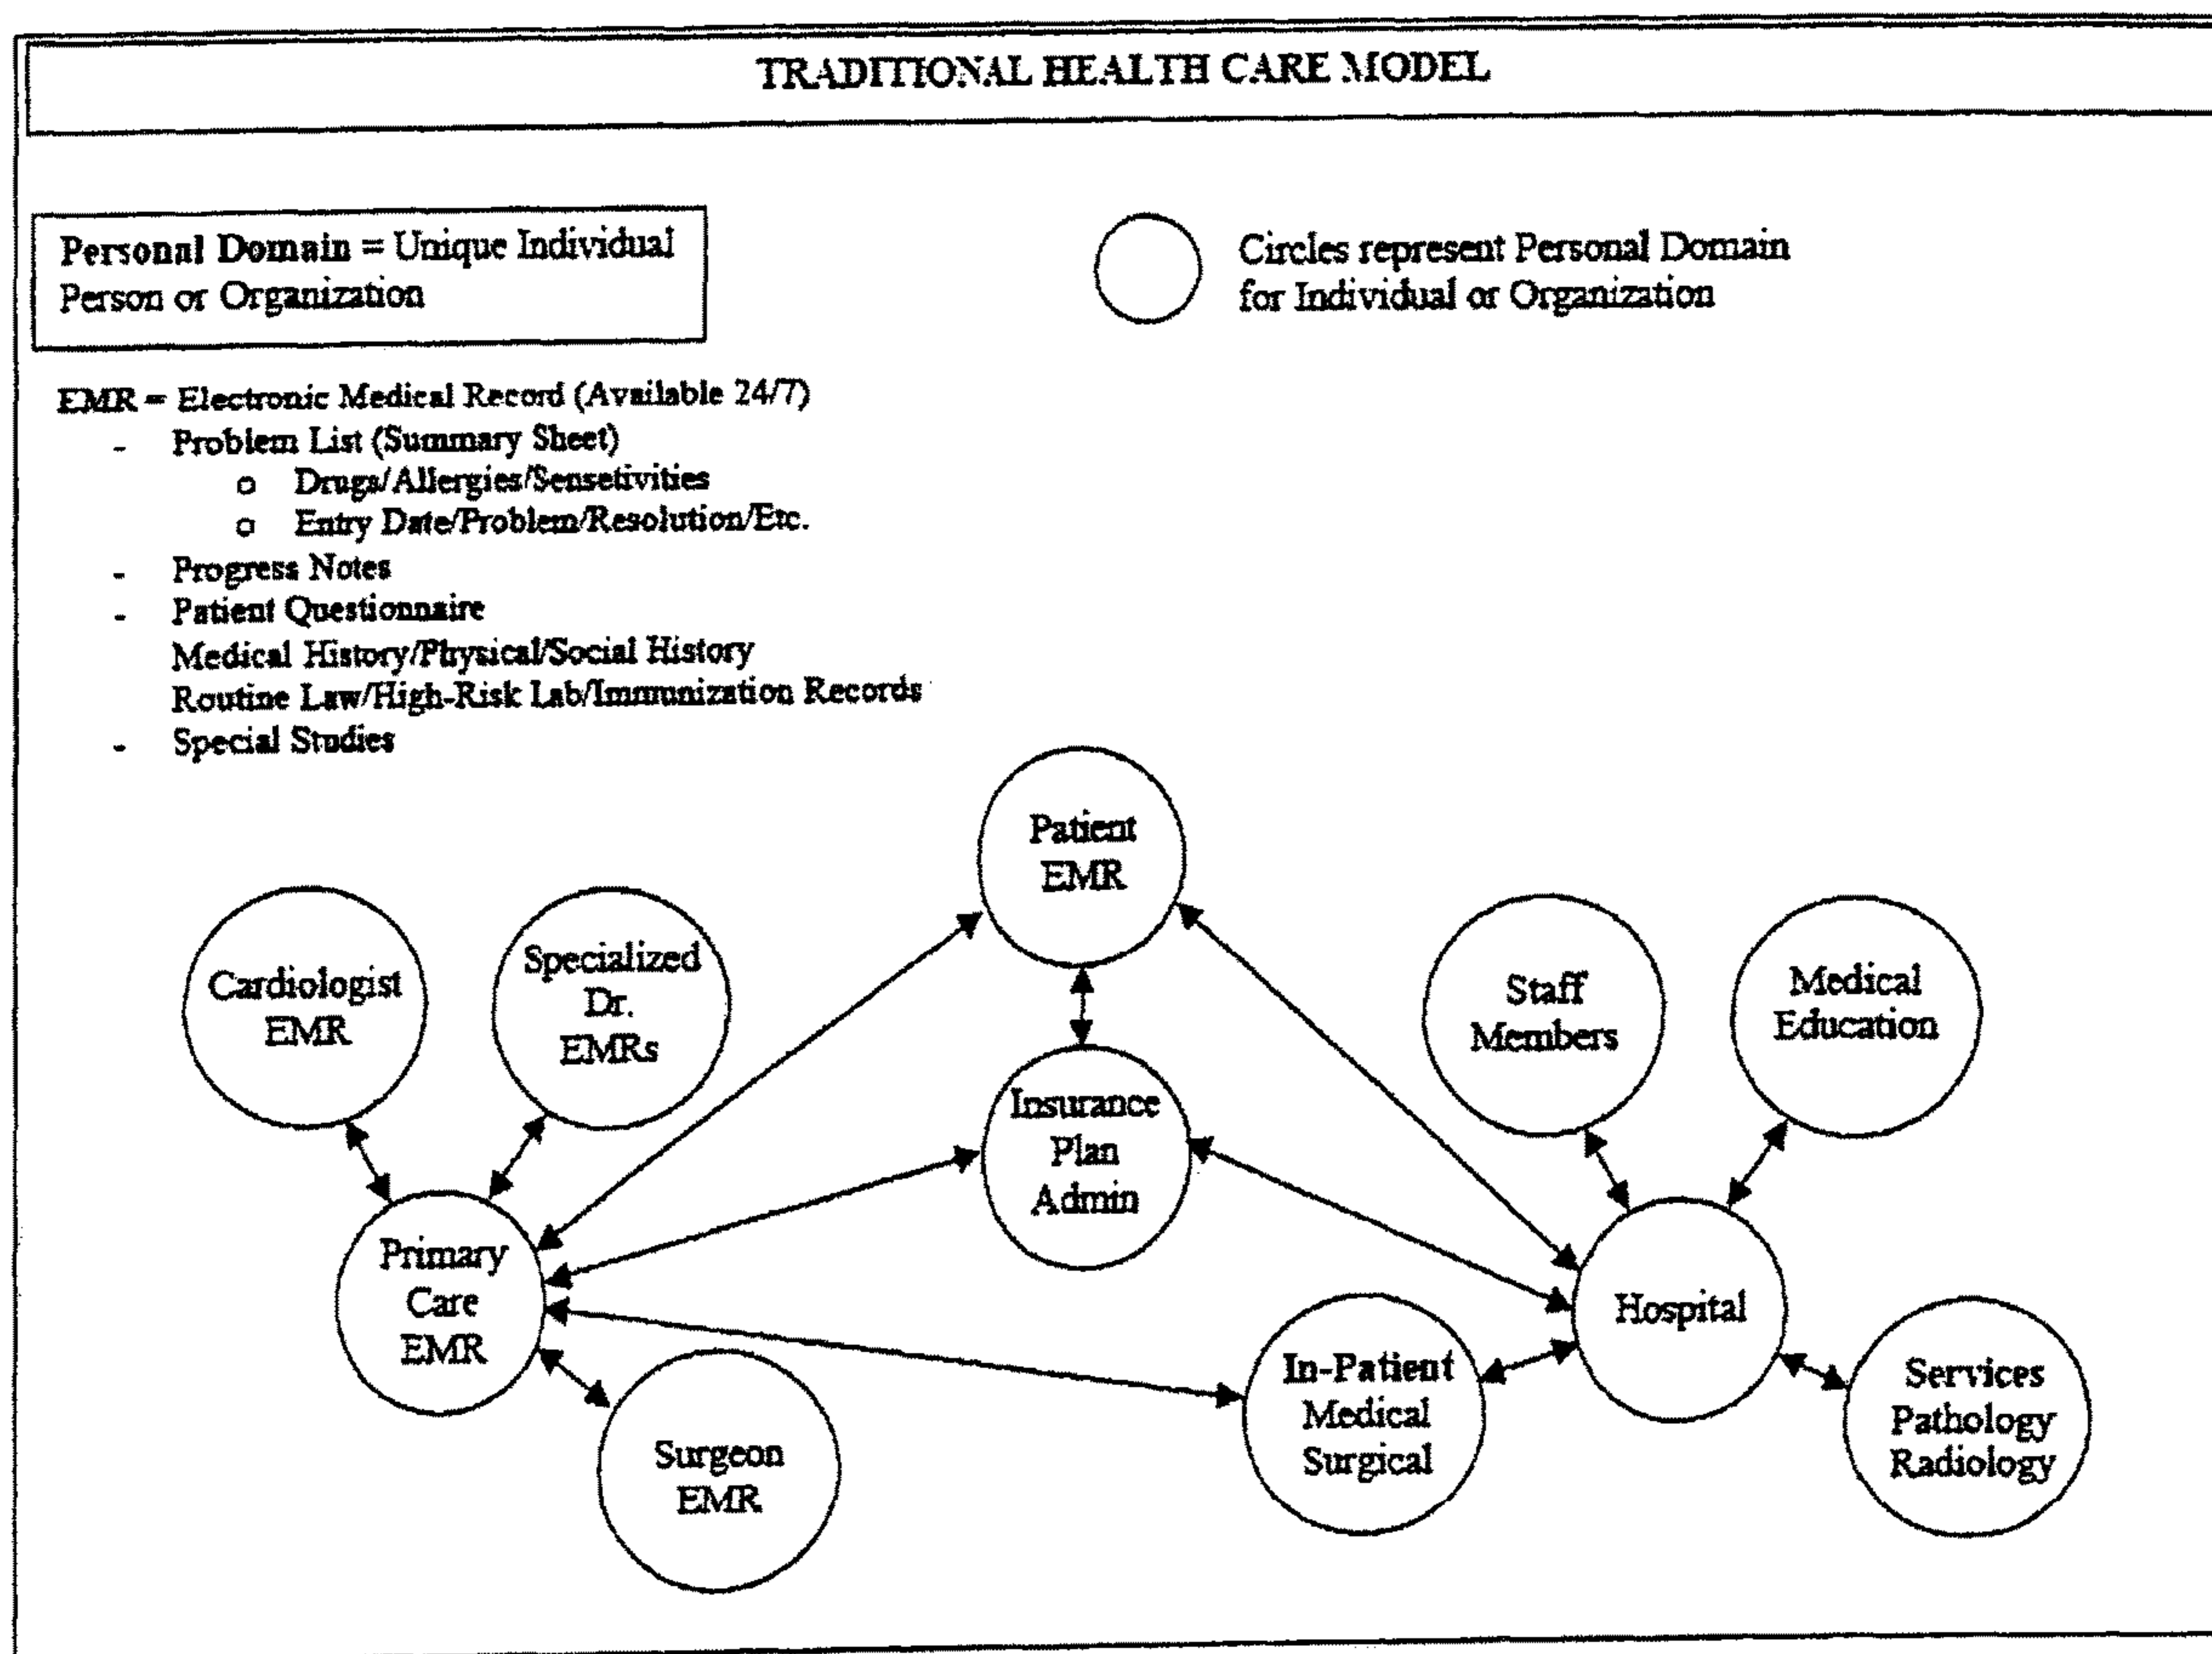 TRADITIONAL HEALTH CARE MODEL
Personal Domain = Unique Individual
Person or Organization
Circles represent Personal Domain
for Individual or Organization
EMR = Electronic Medical Record (Available 24/7)
- Problem List (Summary Sheet)
o Drugs/Allergies/Sensetivities
o Entry Date/Problem/Resolution/Etc.
- Progress Notes
- Patient Questionnaire
Medical History/Physical/Social History
Routine Law/High-Risk Lab/Immunization Records
- Special Studies
Patient
EMR
Cardiologist
EMR
Specialized
Dr.
EMRs
Staff
Members
Medical
Education
Insurance
Plan
Admin
Primary
Care
EMR
Hospital
Surgeon
EMR
In-Patient
Medical
Surgical
Services
Pathology
Radiology